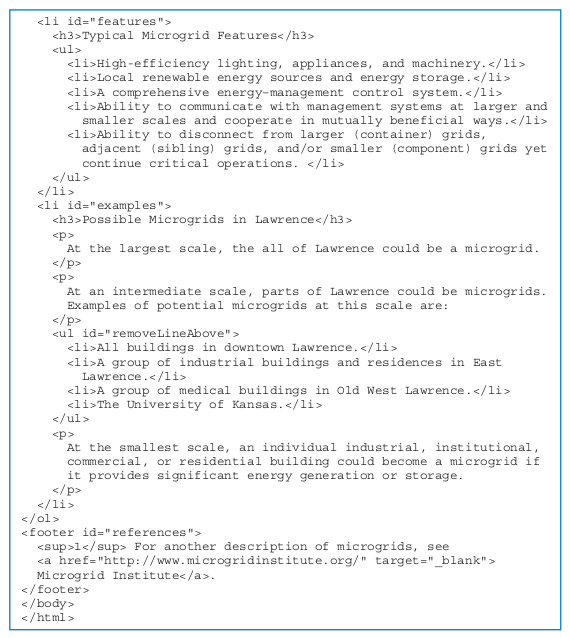 <li id="features">
<h3>Typical Microgrid Features</h3>
<ul>
<li>High-efficiency lighting, appliances, and machinery.</li>
<li>Local renewable energy sources and energy storage.</li>
<li>A comprehensive energy-management control system.</li>
<li>Ability to communicate with management systems at larger and
smaller scales and cooperate in mutually beneficial ways.</li>
<li>Ability to disconnect from larger (container) grids,
adjacent (sibling) grids, and/or smaller (component) grids yet
continue critical operations. </li>
</ul>
</li>
<li id="examples">
<h3>Possible Microgrids in Lawrence</h3>
<p>
At the largest scale, the all of Lawrence could be a microgrid.
</p>
<p>
At an intermediate scale, parts of Lawrence could be microgrids.
Examples of potential microgrids at this scale are:
</p>
<ul id="removeLineAbove">
<li>All buildings in downtown Lawrence.</li>
<li>A group of industrial buildings and residences in East
Lawrence.</li>
<li>A group of medical buildings in Old West Lawrence.</li>
<li>The University of Kansas.</li>
</ul>
<p>
At the smallest scale, an individual industrial, institutional,
commercial, or residential building could become a microgrid if
it provides significant energy generation or storage.
</p>
</li>
</ol>
<footer id="references">
<sup>1</sup> For another description of microgrids, see
<a href="http://www.microgridinstitute.org/" target="_blank">
Microgrid Institute</a>.
</footer>
</body>
</html>